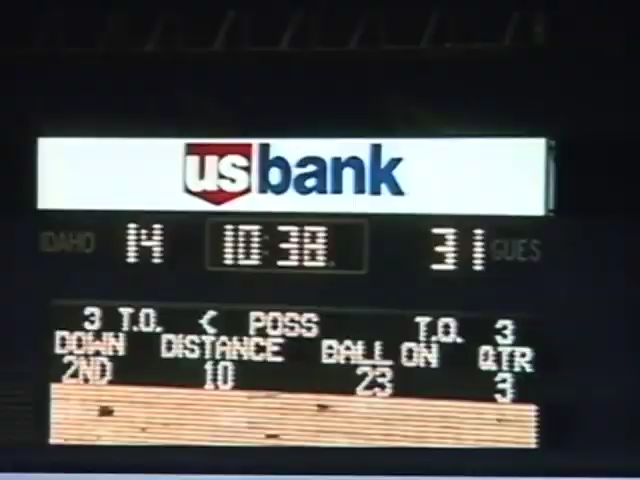 usbank
IDAHO 14 10:38 31 GUES
3 T.O. < POSS T.O. 3
DOWN DISTANCE BALL ON QTR
2ND 10 23 3